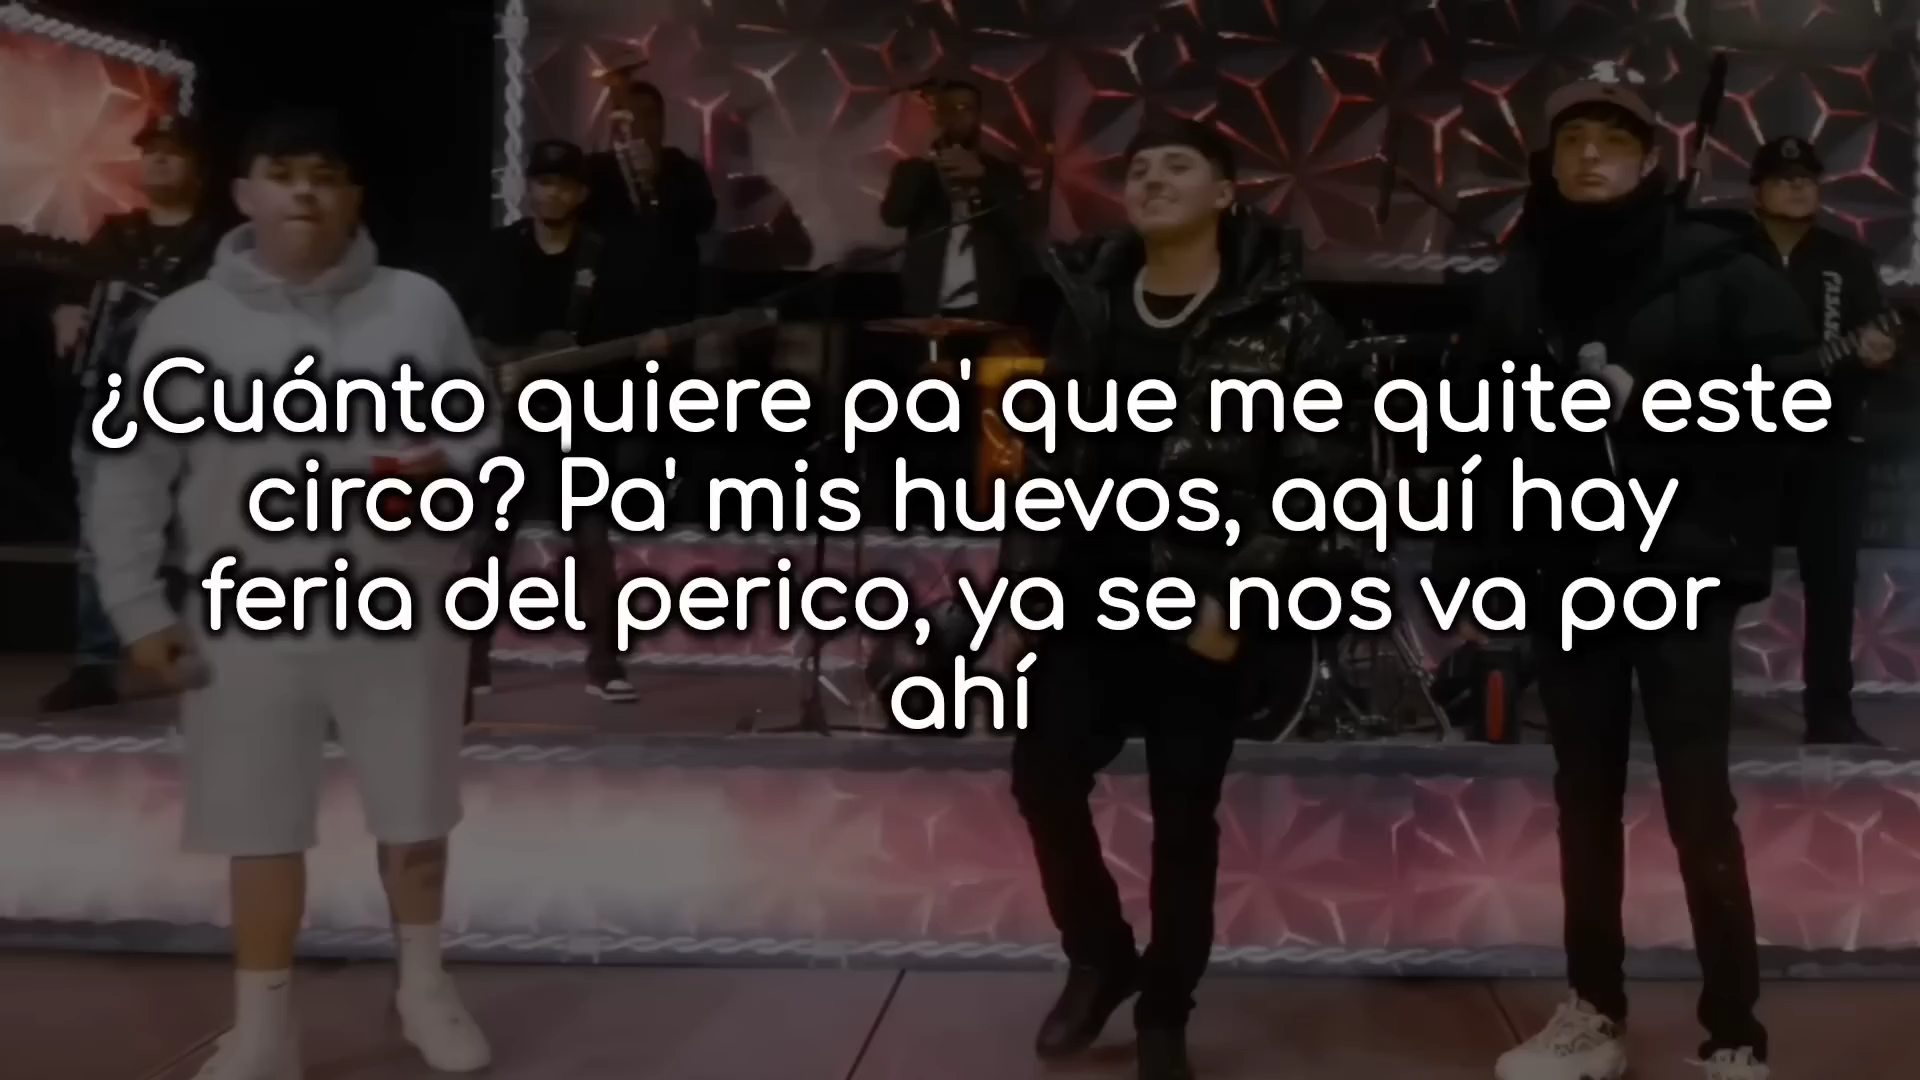 ¿Cuánto quiere pa' que me quite este
circo? Pa' mis huevos, aquí hay
feria del perico, ya se nos va por
ahí